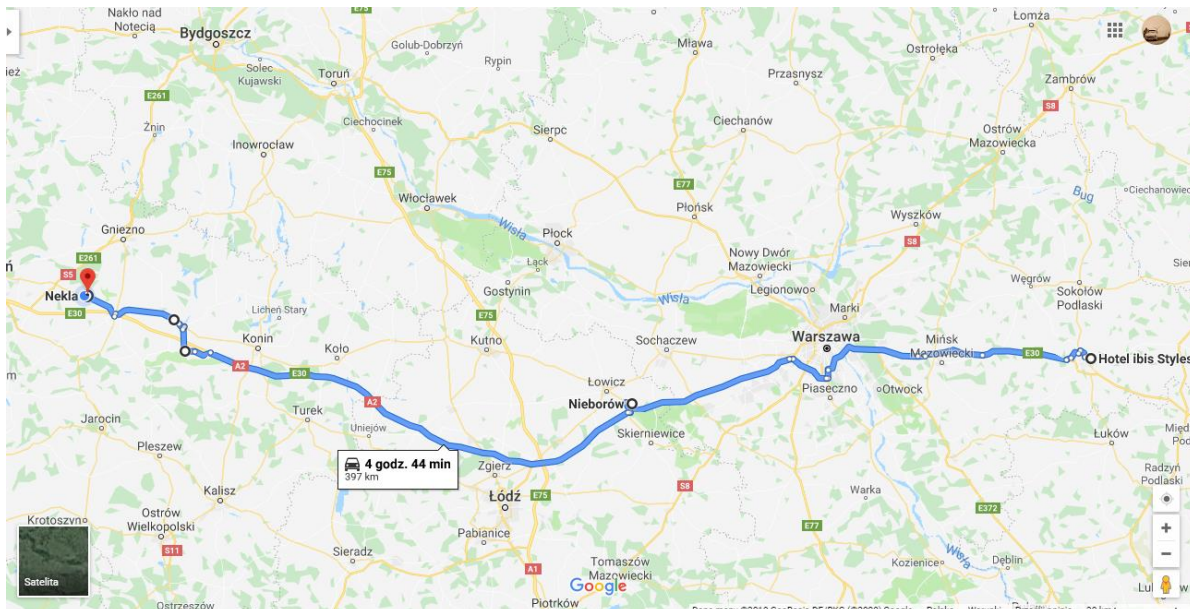 Nakło nad
Notecią
Bydgoszcz
Solec
Kujawski
E261
Żnin
Toruń
Golub-Dobrzyń
Rypin
Ciechocinek
Inowrocław
E75
Włocławek
Sierpc
Mława
Przasnysz
Ciechanów
Łomża
Ostrołęka
Zambrów
S8
Ostrów
Mazowiecka
E77
Płońsk
Wisła
Płock
Łąck
Gostynin
Bug
Ciechanowiec
Wyszków
S8
Nowy Dwór
Mazowiecki
Legionowo
Wisła
Marki
Węgrów
Sokołów
Podlaski
Gniezno
E261
S5
Nekla
E30
Licheń Stary
Konin
Koło
Kutno
E75
Sochaczew
Warszawa
Mińsk
Mazowiecki
E30
Hotel ibis Styles
A2
E30
Łowicz
Nieborów
Piaseczno
Otwock
Jarocin
Turek
A2
Uniejów
Skierniewice
Łuków
Pleszew
4 godz. 44 min
397 km
Zgierz
Radzyń
Podlaski
Kalisz
Łódź
E75
S8
Warka
Krotoszyn
Ostrów
Wielkopolski
S11
Pabianice
E77
E372
Sieradz
Wisła
Tomaszów
Mazowiecki
Kozienice
Dęblin
A1
Satelita
Google
Ostrzeszów
Piotrków